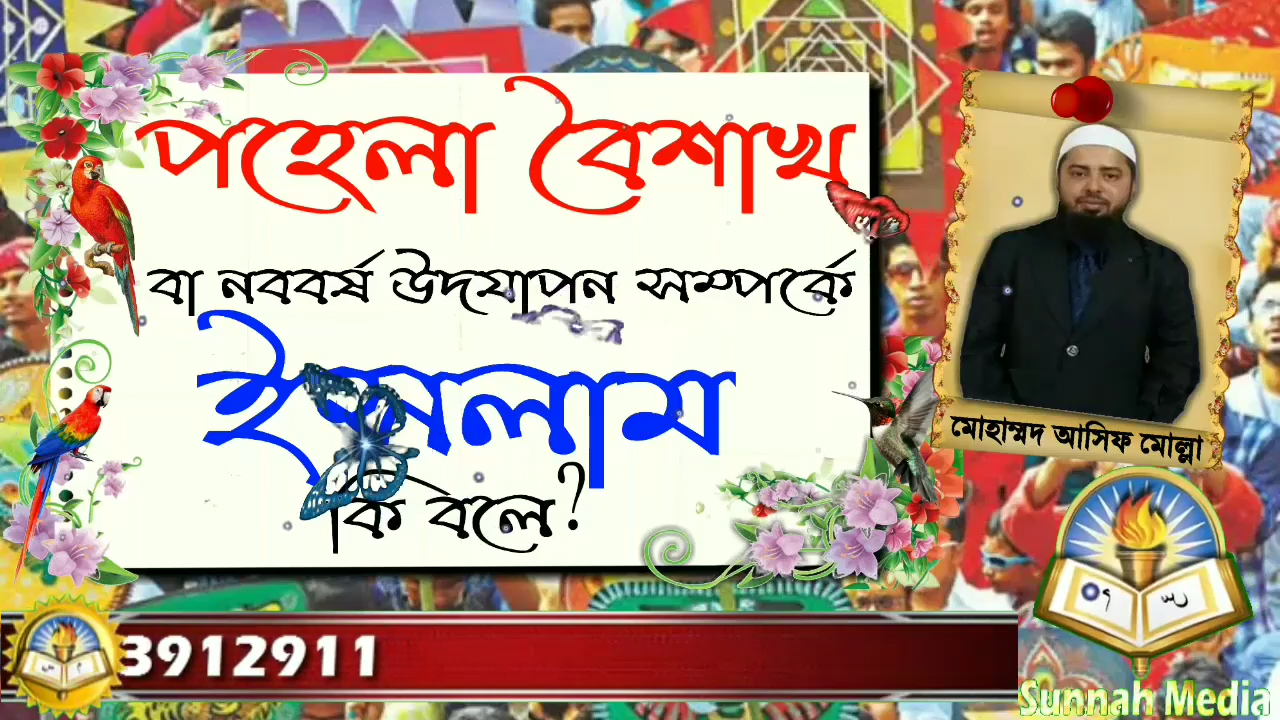 পহেলা বৈশাখ
বা নববর্ষ উদযাপন সম্পর্কে
ইসলাম
কি বলে?
মোহাম্মদ আসিফ মোল্লা
3912911
Sunnah Media